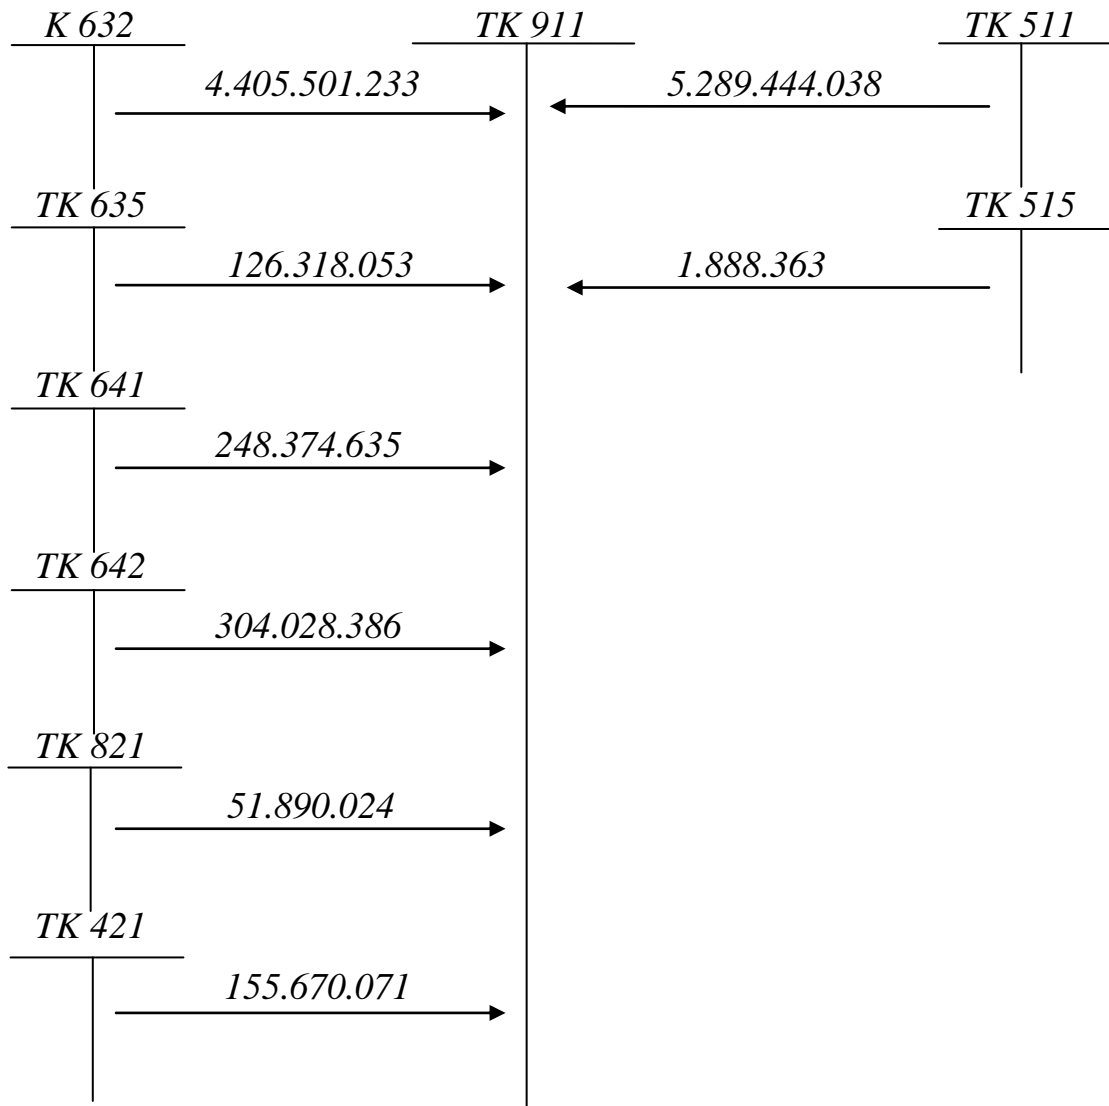 K 632 TK 911 TK 511
4.405.501.233 5.289.444.038
TK 635 TK 515
126.318.053 1.888.363
TK 641
248.374.635
TK 642
304.028.386
TK 821
51.890.024
TK 421
155.670.071